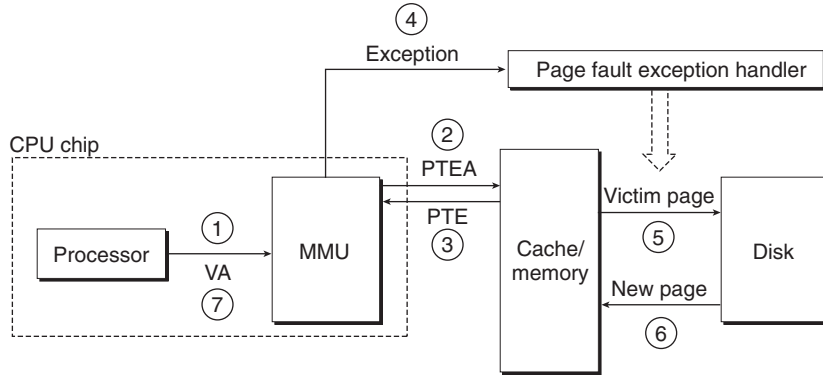 4
Exception
Page fault exception handler
CPU chip
2
PTEA
PTE
3
Processor
1
VA
7
MMU
Cache/
memory
Victim page
5
Disk
New page
6